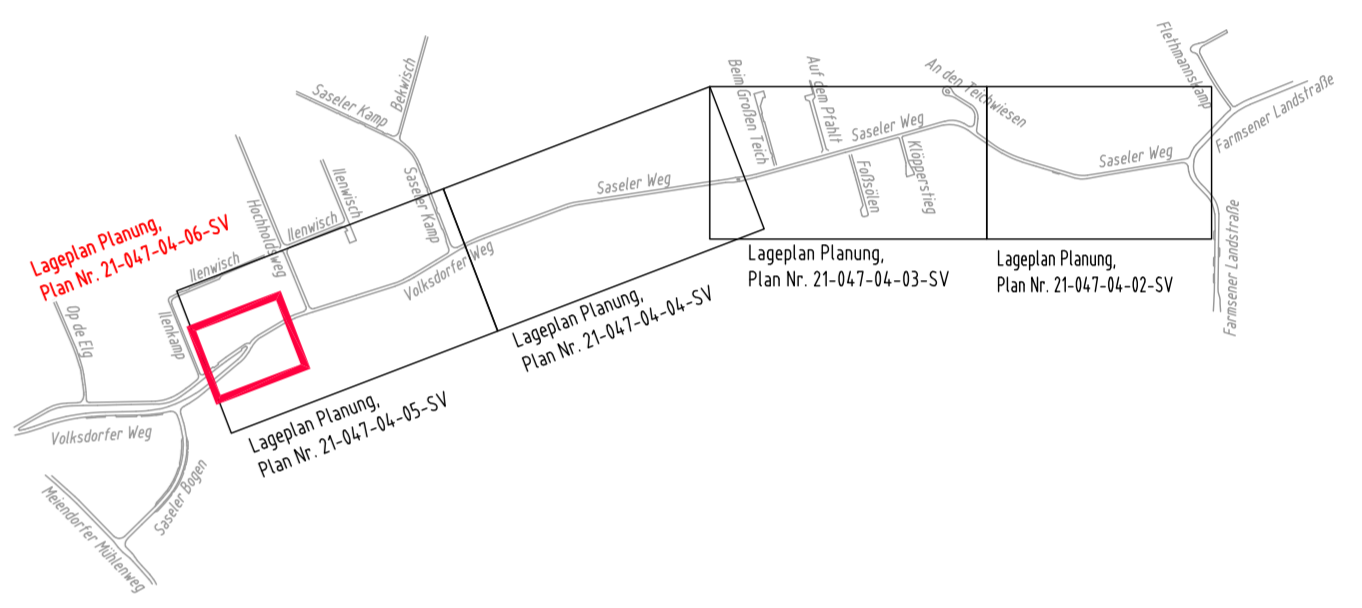 Flethmannskamp
Farmsener Landstraße
An den Teichwiesen
Auf dem Pfahlt
Beim Großen Teich
Saseler Weg
Klöpperstieg
Foßsölen
Saseler Weg
Farmsener Landstraße
Bekwisch
Saseler Kamp
Ilenwisch
Saseler Kamp
Saseler Weg
Hochholdsweg
Ilenwisch
Lageplan Planung,
Plan Nr. 21-047-04-06-SV
Ilenwisch
Volksdorfer Weg
Lageplan Planung,
Plan Nr. 21-047-04-03-SV
Lageplan Planung,
Plan Nr. 21-047-04-02-SV
Op de Elg
Ilenkamp
Lageplan Planung,
Plan Nr. 21-047-04-04-SV
Lageplan Planung,
Plan Nr. 21-047-04-05-SV
Volksdorfer Weg
Saseler Bogen
Meiendorfer Mühlenweg